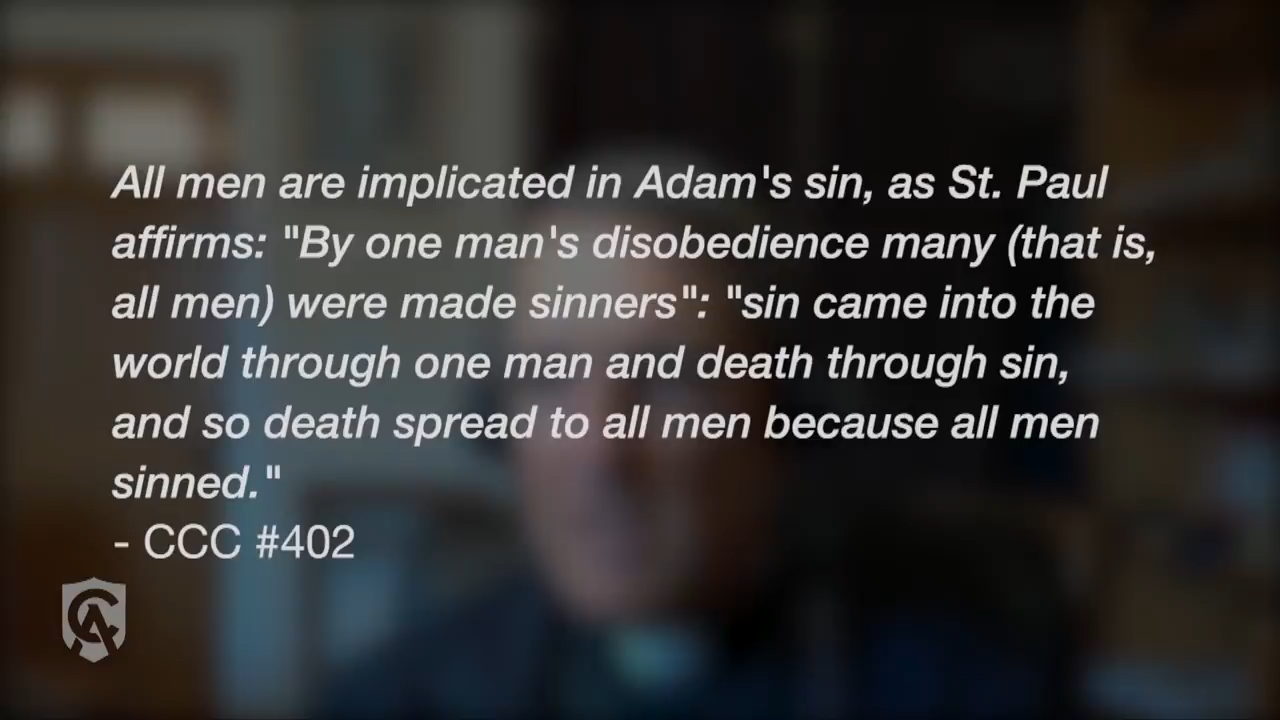 All men are implicated in Adam's sin, as St. Paul
affirms: "By one man's disobedience many (that is,
all men) were made sinners": "sin came into the
world through one man and death through sin,
and so death spread to all men because all men
sinned."
- CCC #402
CA